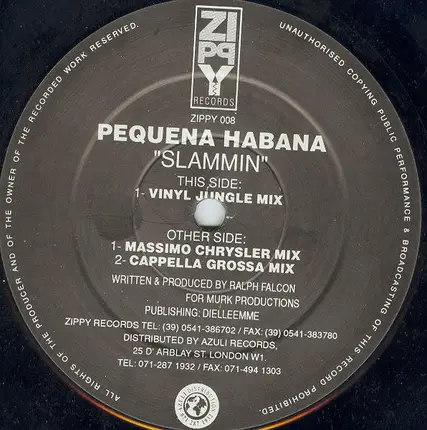 ZIPPY
RECORDS
ZIPPY 008
PEQUENA HABANA
"SLAMMIN"
THIS SIDE:
1- VINYL JUNGLE MIX
OTHER SIDE:
1- MASSIMO CHRYSLER MIX
2- CAPPELLA GROSSA MIX
WRITTEN & PRODUCED BY RALPH FALCON
FOR MURK PRODUCTIONS
PUBLISHING: DIELLEEMME
ZIPPY RECORDS TEL: (39) 0541-386702 / FAX: (39) 0541-383780
DISTRIBUTED BY AZULI RECORDS,
25 D' ARBLAY ST. LONDON W1.
TEL: 071-287 1932 / FAX: 071-494 1303
ALL RIGHTS OF THE PRODUCER AND OF THE OWNER OF THE RECORDED WORK RESERVED.
UNAUTHORISED COPYING PUBLIC PERFORMANCE & BROADCASTING OF THIS RECORD PROHIBITED.